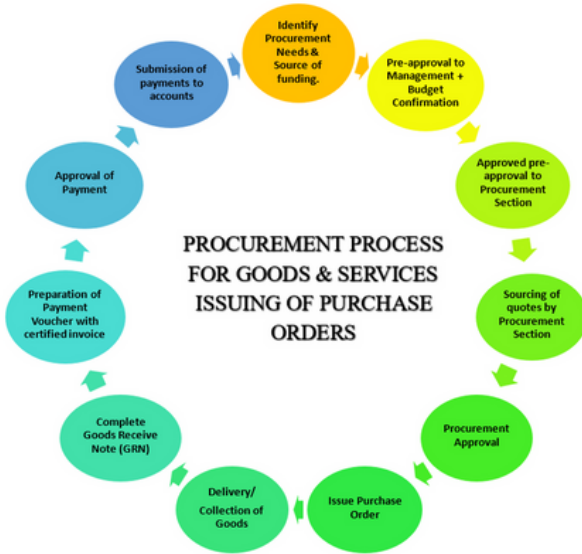 Identify
Procurement
Needs &
Source of
funding.
Pre-approval to
Management +
Budget
Confirmation
Approved pre-
approval to
Procurement
Section
Sourcing of
quotes by
Procurement
Section
Procurement
Approval
Issue Purchase
Order
Delivery/
Collection of
Goods
Complete
Goods Receive
Note (GRN)
Preparation of
Payment
Voucher with
certified invoice
Approval of
Payment
Submission of
payments to
accounts
PROCUREMENT PROCESS
FOR GOODS & SERVICES
ISSUING OF PURCHASE
ORDERS